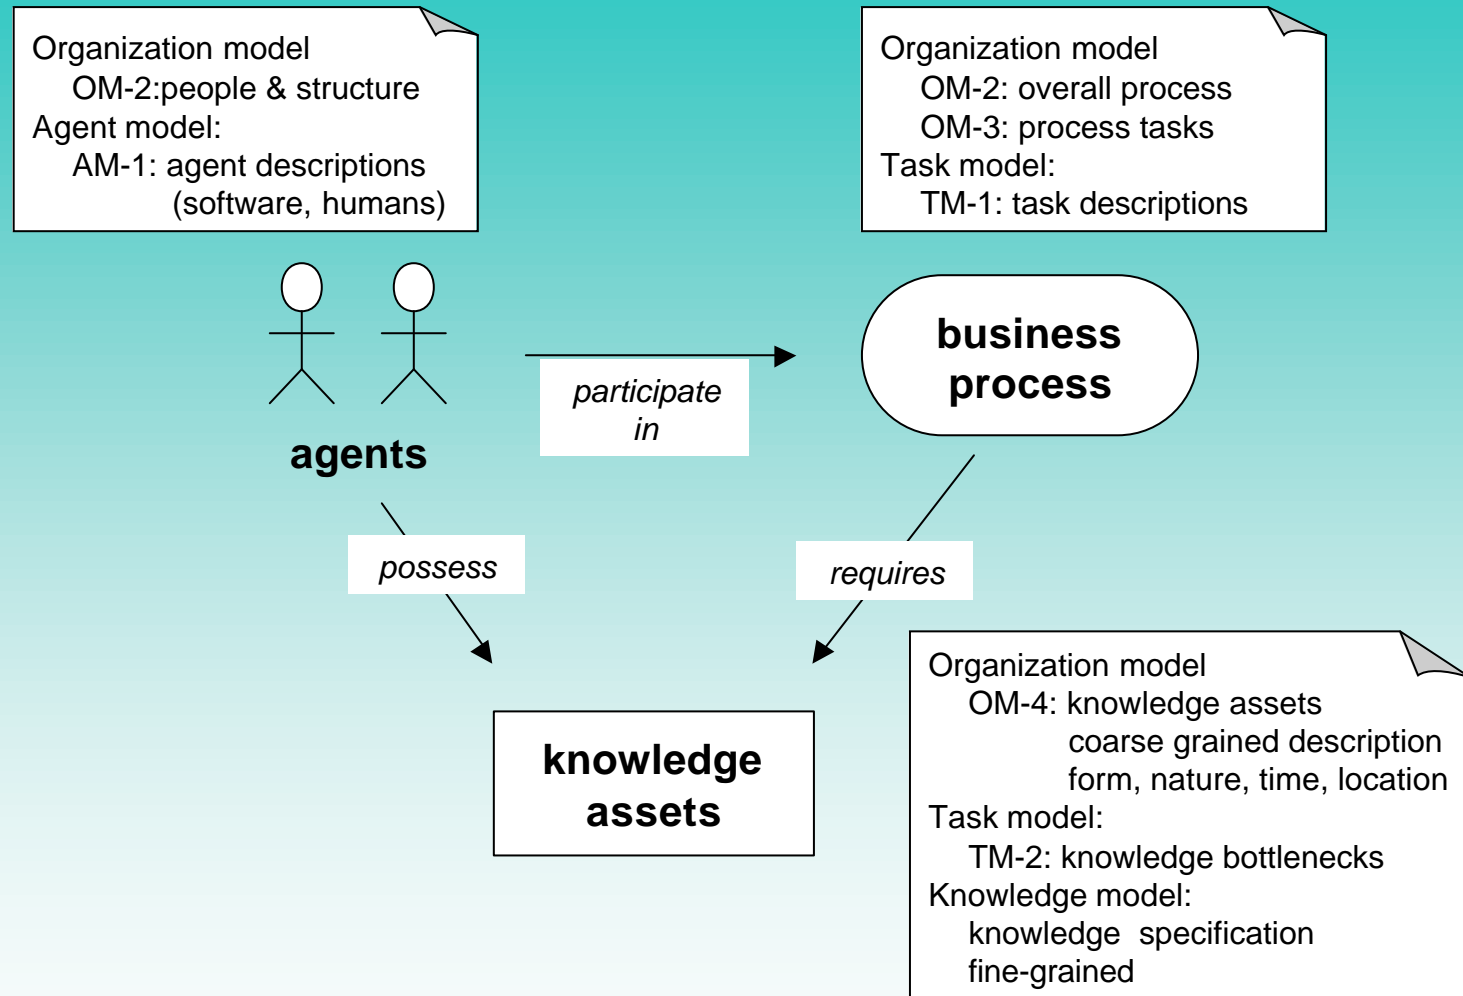 Organization model
OM-2:people & structure
Agent model:
AM-1: agent descriptions
(software, humans)
Organization model
OM-2: overall process
OM-3: process tasks
Task model:
TM-1: task descriptions
agents
participate
in
business
process
possess
requires
knowledge
assets
Organization model
OM-4: knowledge assets
coarse grained description
form, nature, time, location
Task model:
TM-2: knowledge bottlenecks
Knowledge model:
knowledge specification
fine-grained